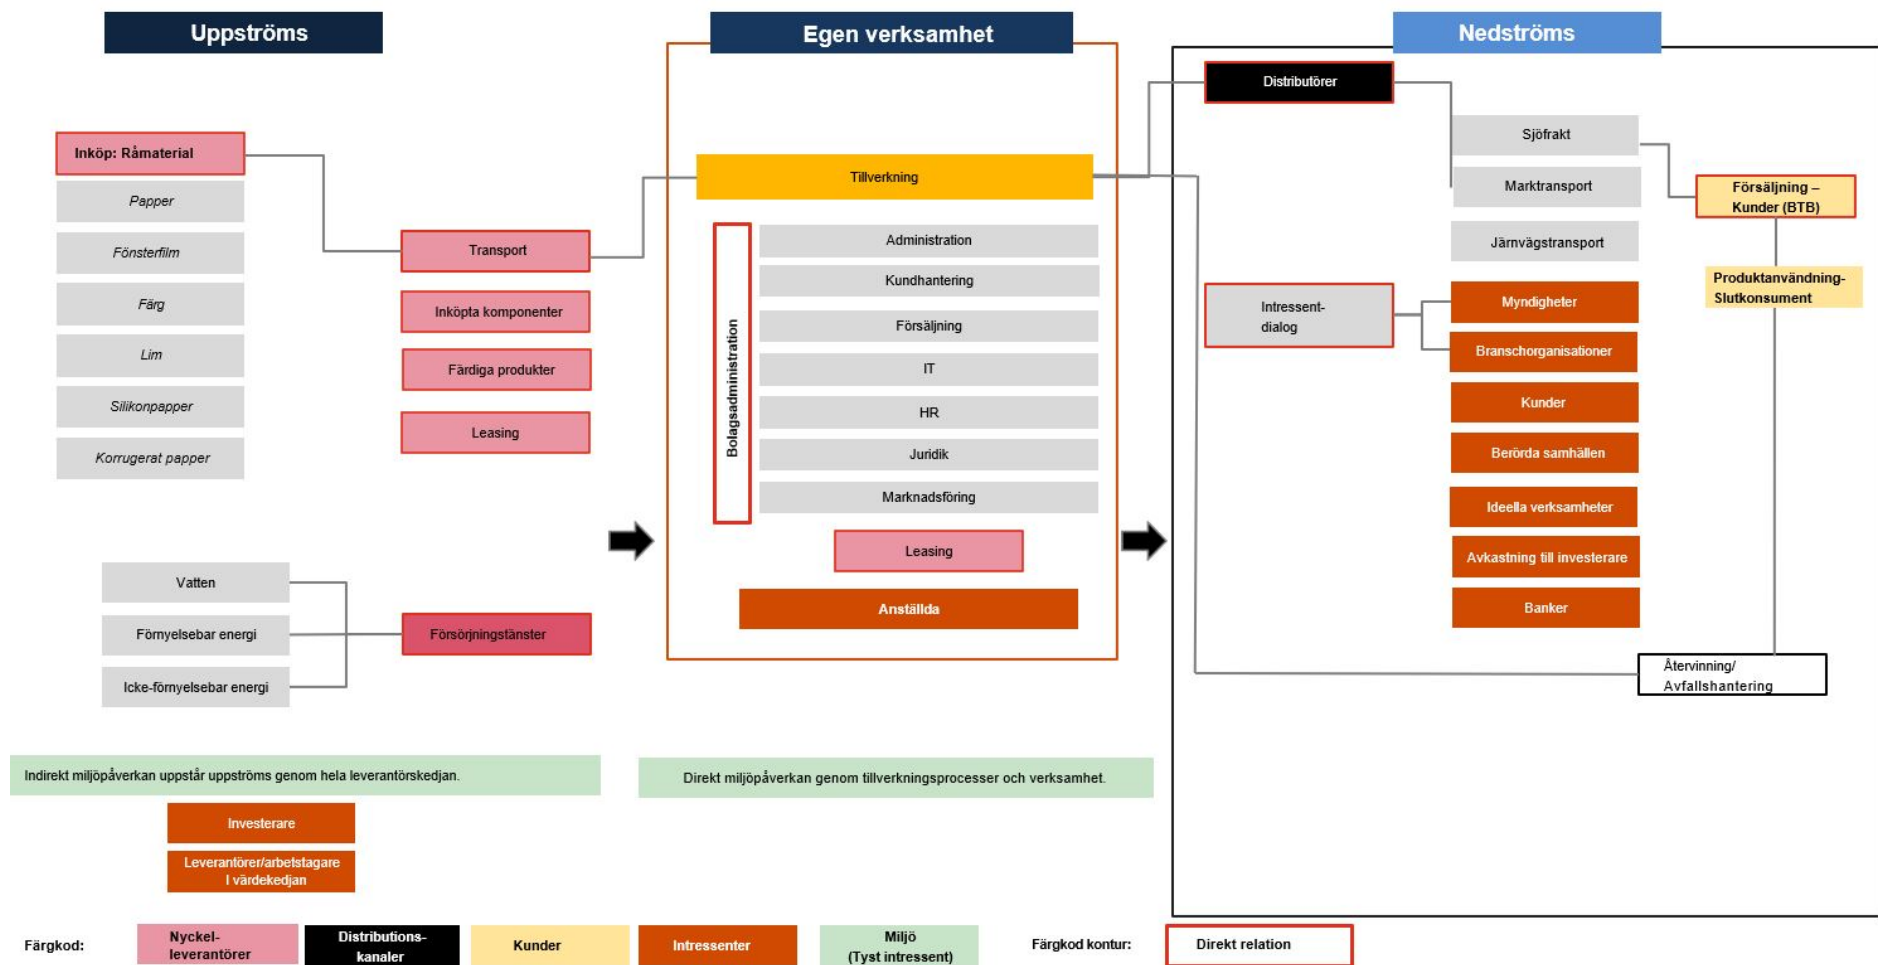 Uppströms
Inköp: Råmaterial
Papper
Fönsterfilm
Färg
Lim
Silikonpapper
Korrugerat papper
Transport
Inköpta komponenter
Färdiga produkter
Leasing
Vatten
Förnyelsebar energi
Icke-förnyelsebar energi
Försörjningstänster
Egen verksamhet
Tillverkning
Bolagsadministration
Administration
Kundhantering
Försäljning
IT
HR
Juridik
Marknadsföring
Leasing
Anställda
Nedströms
Distributörer
Sjöfrakt
Marktransport
Järnvägstransport
Försäljning –
Kunder (BTB)
Produktanvändning-
Slutkonsument
Intressent-
dialog
Myndigheter
Branschorganisationer
Kunder
Berörda samhällen
Ideella verksamheter
Avkastning till investerare
Banker
Återvinning/
Avfallshantering
Indirekt miljöpåverkan uppstår uppströms genom hela leverantörskedjan.
Direkt miljöpåverkan genom tillverkningsprocesser och verksamhet.
Investerare
Leverantörer/arbetstagare
I värdekedjan
Färgkod:
Nyckel-
leverantörer
Distributions-
kanaler
Kunder
Intressenter
Miljö
(Tyst intressent)
Färgkod kontur:
Direkt relation